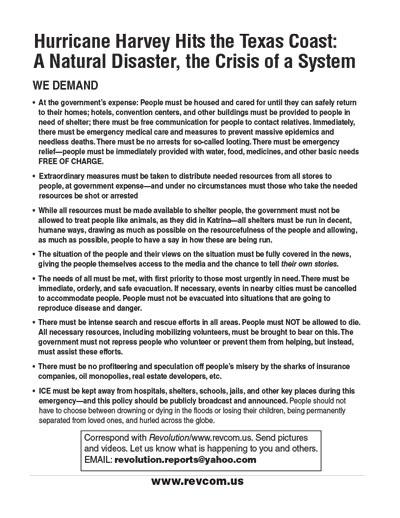 Hurricane Harvey Hits the Texas Coast:
A Natural Disaster, the Crisis of a System
WE DEMAND
• At the government's expense: People must be housed and cared for until they can safely return
to their homes; hotels, convention centers, and other buildings must be provided to people in
need of shelter; there must be free communication for people to contact relatives. Immediately,
there must be emergency medical care and measures to prevent massive epidemics and
needless deaths. There must be no arrests for so-called looting. There must be emergency
relief—people must be immediately provided with water, food, medicines, and other basic needs
FREE OF CHARGE.
• Extraordinary measures must be taken to distribute needed resources from all stores to
people, at government expense—and under no circumstances must those who take the needed
resources be shot or arrested
• While all resources must be made available to shelter people, the government must not be
allowed to treat people like animals, as they did in Katrina—all shelters must be run in decent,
humane ways, drawing as much as possible on the resourcefulness of the people and allowing,
as much as possible, people to have a say in how these are being run.
• The situation of the people and their views on the situation must be fully covered in the news,
giving the people themselves access to the media and the chance to tell their own stories.
• The needs of all must be met, with first priority to those most urgently in need. There must be
immediate, orderly, and safe evacuation. If necessary, events in nearby cities must be cancelled
to accommodate people. People must not be evacuated into situations that are going to
reproduce disease and danger.
• There must be intense search and rescue efforts in all areas. People must NOT be allowed to die.
All necessary resources, including mobilizing volunteers, must be brought to bear on this. The
government must not repress people who volunteer or prevent them from helping, but instead,
must assist these efforts.
• There must be no profiteering and speculation off people's misery by the sharks of insurance
companies, oil monopolies, real estate developers, etc.
• ICE must be kept away from hospitals, shelters, schools, jails, and other key places during this
emergency—and this policy should be publicly broadcast and announced. People should not
have to choose between drowning or dying in the floods or losing their children, being permanently
separated from loved ones, and hurled across the globe.
Correspond with Revolution/www.revcom.us. Send pictures
and videos. Let us know what is happening to you and others.
EMAIL: revolution.reports@yahoo.com
www.revcom.us